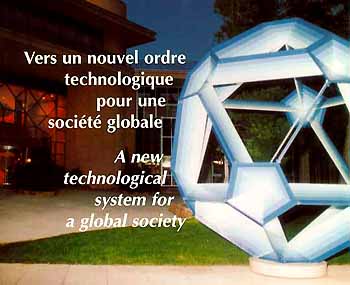 Vers un nouvel ordre
technologique
pour une
société globale
A new
technological
system for
a global society